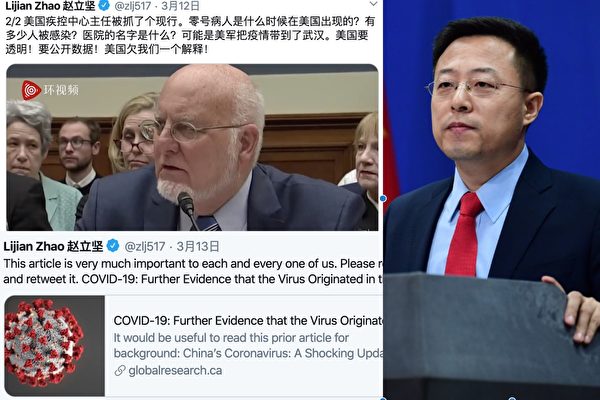 Lijian Zhao 赵立坚 @zlj517 · 3月12日
2/2 美国疾控中心主任被抓了个现行。零号病人是什么时候在美国出现的？有
多少人被感染？医院的名字是什么？可能是美军把疫情带到了武汉。美国要
透明！要公开数据！美国欠我们一个解释！
环视频
Lijian Zhao 赵立坚 @zlj517 · 3月13日
This article is very much important to each and every one of us. Please re
and retweet it. COVID-19: Further Evidence that the Virus Originated in t
COVID-19: Further Evidence that the Virus Originate
It would be useful to read this prior article for
background: China's Coronavirus: A Shocking Upda
globalresearch.ca